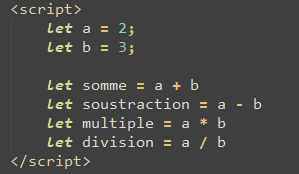 <script>
let a = 2;
let b = 3;
let somme = a + b
let soustraction = a - b
let multiple = a * b
let division = a / b
</script>